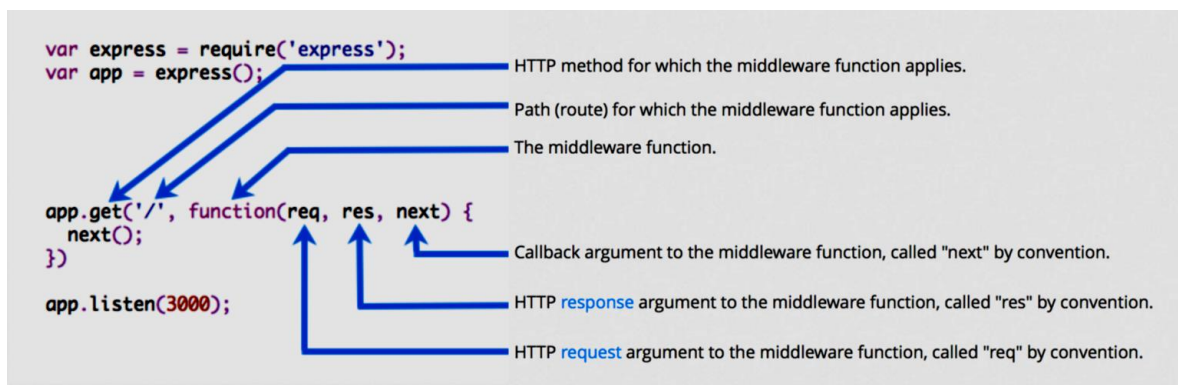 var express = require('express');
var app = express();
HTTP method for which the middleware function applies.
Path (route) for which the middleware function applies.
The middleware function.
app.get('/', function(req, res, next) {
next();
})
app.listen(3000);
Callback argument to the middleware function, called "next" by convention.
HTTP response argument to the middleware function, called "res" by convention.
HTTP request argument to the middleware function, called "req" by convention.